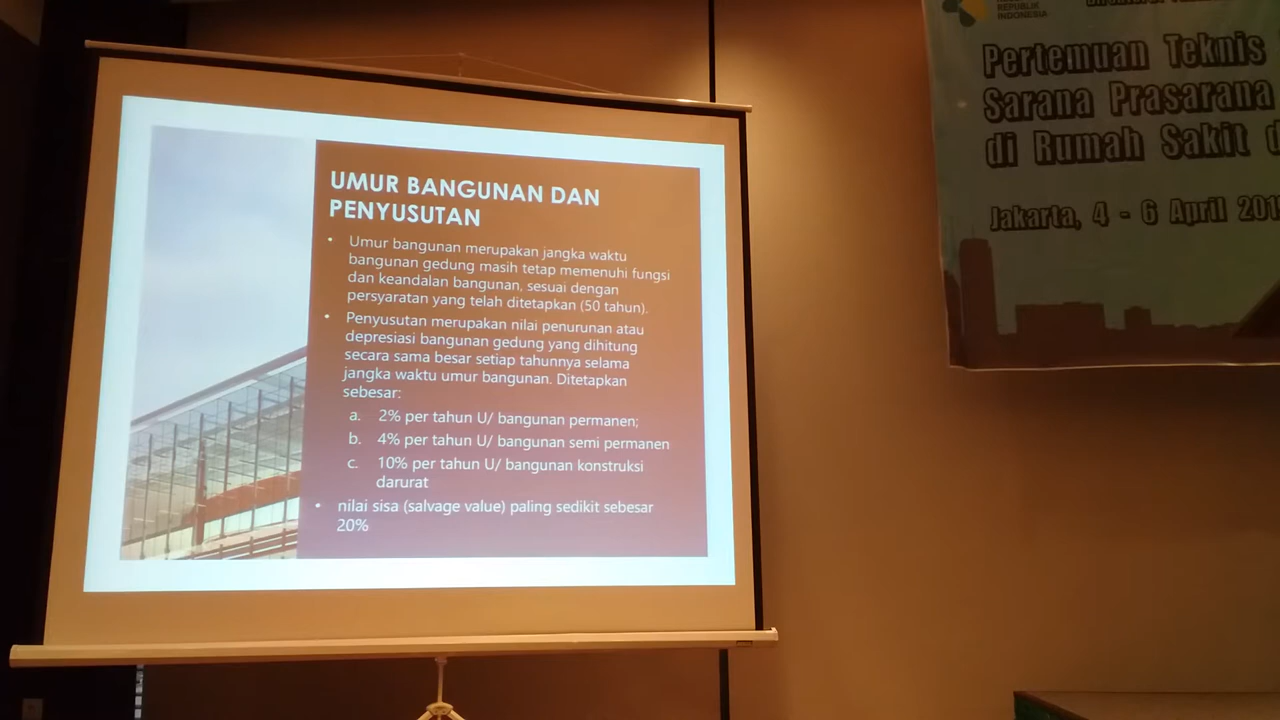 UMUR BANGUNAN DAN
PENYUSUTAN
• Umur bangunan merupakan jangka waktu
bangunan gedung masih tetap memenuhi fungsi
dan keandalan bangunan, sesuai dengan
persyaratan yang telah ditetapkan (50 tahun).
• Penyusutan merupakan nilai penurunan atau
depresiasi bangunan gedung yang dihitung
secara sama besar setiap tahunnya selama
jangka waktu umur bangunan. Ditetapkan
sebesar:
a. 2% per tahun U/ bangunan permanen;
b. 4% per tahun U/ bangunan semi permanen
c. 10% per tahun U/ bangunan konstruksi
darurat
• nilai sisa (salvage value) paling sedikit sebesar
20%
REPUBLIK
INDONESIA
Pertemuan Teknis
Sarana Prasarana
di Rumah Sakit d
Jakarta, 4 - 6 April 201